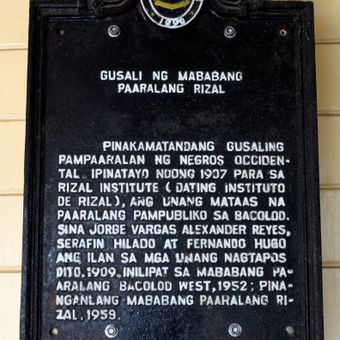 1896
GUSALI NG MABABANG
PAARALANG RIZAL
PINAKAMATANDANG GUSALING
PAMPAARALAN NG NEGROS OCCIDEN-
TAL. IPINATAYO NUONG 1907 PARA SA
RIZAL INSTITUTE (DATING INSTITUTO
DE RIZAL), ANG UNANG MATAAS NA
PAARALANG PAMPUBLIKO SA BACOLOD.
SINA JORGE VARGAS ALEXANDER REYES,
SERAFIN HILADO AT FERNANDO HUGO
ANG ILAN SA MGA UNANG NAGTAPOS
DITO, 1909. INILIPAT SA MABABANG PA-
ARALANG BACOLOD WEST, 1952; PINA-
NGANLANG MABABANG PAARALANG RI-
ZAL, 1959.